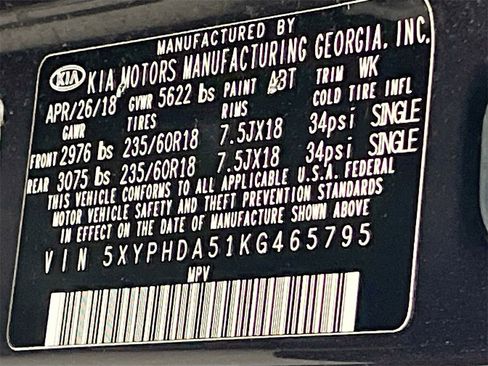 MANUFACTURED BY
KIA KIA MOTORS MANUFACTURING GEORGIA, INC.
APR/26/18 GVWR 5622 lbs PAINT A3T TRIM WK
GAWR TIRES RIMS COLD TIRE INFL
FRONT 2976 lbs 235/60R18 7.5JX18 34psi SINGLE
REAR 3075 lbs 235/60R18 7.5JX18 34psi SINGLE
THIS VEHICLE CONFORMS TO ALL APPLICABLE U.S.A. FEDERAL
MOTOR VEHICLE SAFETY AND THEFT PREVENTION STANDARDS
IN EFFECT ON THE DATE OF MANUFACTURE SHOWN ABOVE
VIN 5XYPHDA51KG465795
MPV